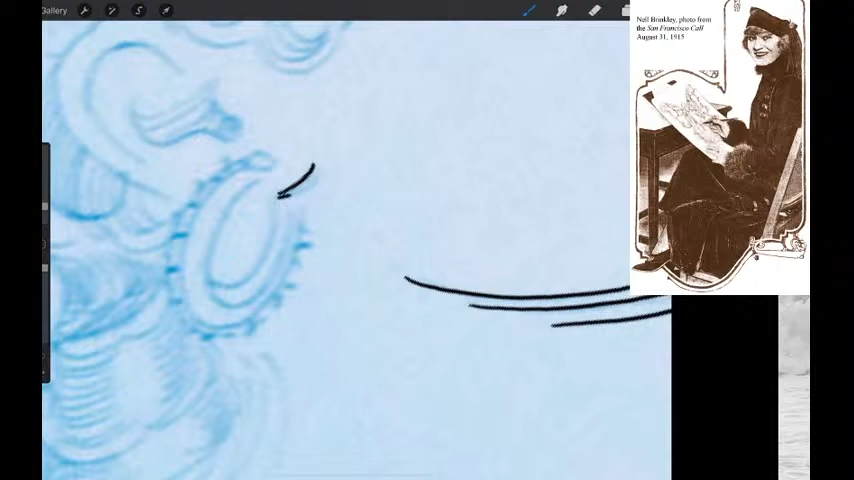 Gallery
Nell Brinkley, photo from
the San Francisco Call
August 31, 1915